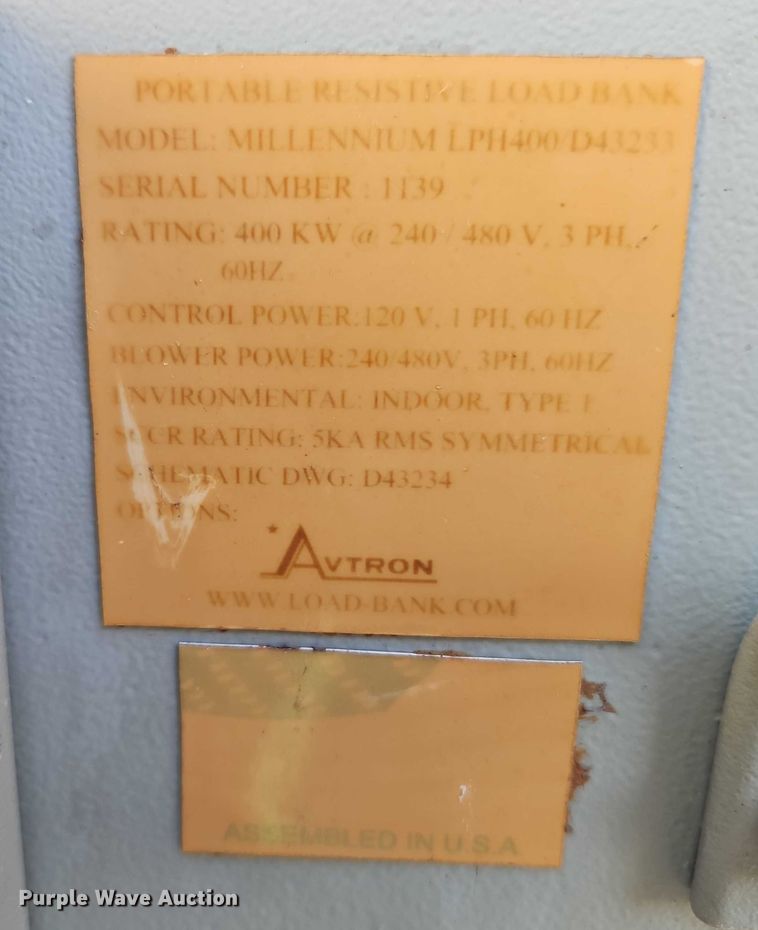 PORTABLE RESISTIVE LOAD BANK
MODEL: MILLENNIUM LPH400/D43233
SERIAL NUMBER : 1139
RATING: 400 KW @ 240 / 480 V, 3 PH,
60HZ
CONTROL POWER:120 V, 1 PH, 60 HZ
BLOWER POWER:240/480V, 3PH, 60HZ
ENVIRONMENTAL: INDOOR, TYPE 1
SCCR RATING: 5KA RMS SYMMETRICAL
SCHEMATIC DWG: D43234
OPTIONS:
AVTRON
WWW.LOAD-BANK.COM
ASSEMBLED IN U.S.A
Purple Wave Auction